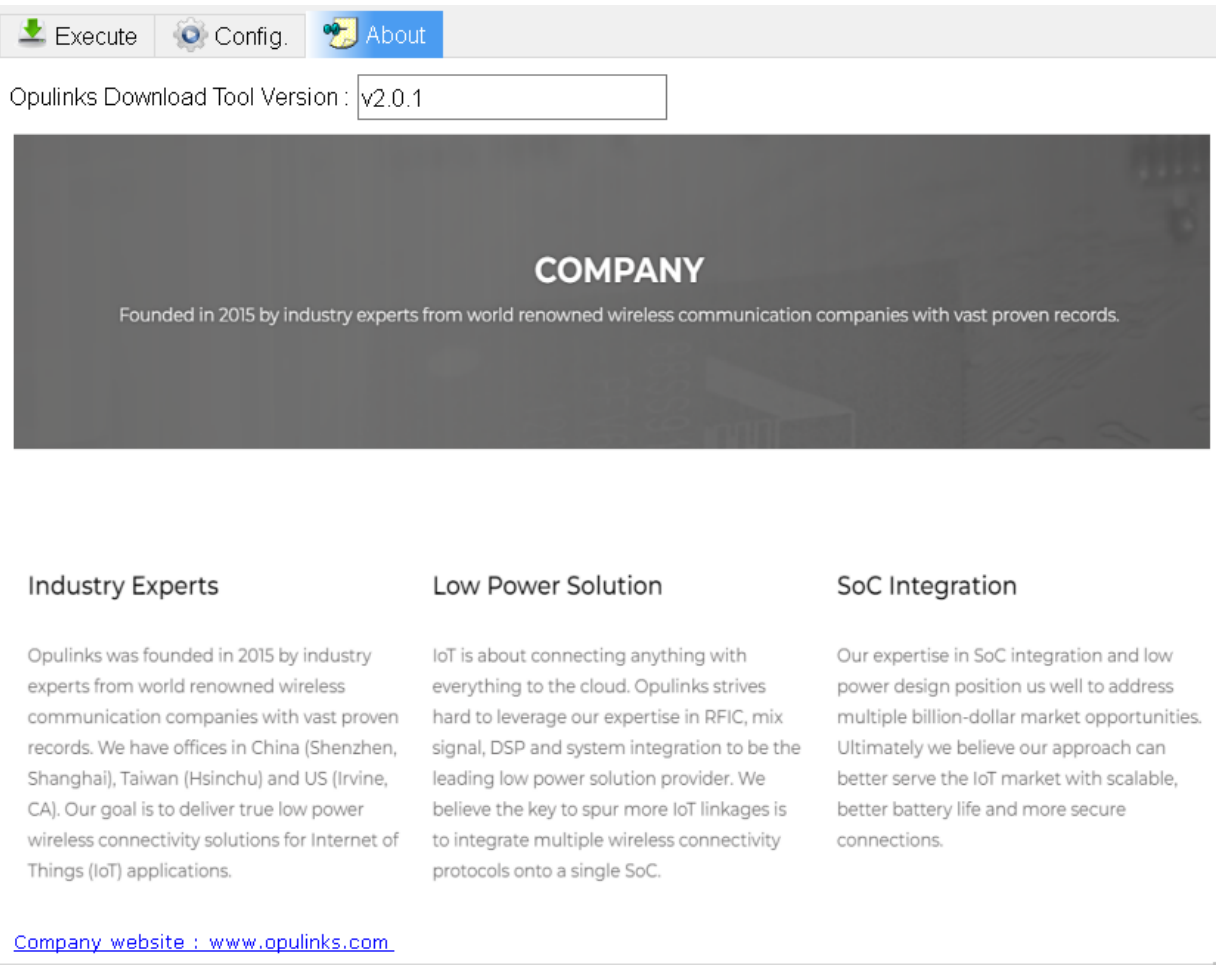 Execute Config. About
Opulinks Download Tool Version : v2.0.1
COMPANY
Founded in 2015 by industry experts from world renowned wireless communication companies with vast proven records.
Industry Experts
Opulinks was founded in 2015 by industry
experts from world renowned wireless
communication companies with vast proven
records. We have offices in China (Shenzhen,
Shanghai), Taiwan (Hsinchu) and US (Irvine,
CA). Our goal is to deliver true low power
wireless connectivity solutions for Internet of
Things (IoT) applications.
Low Power Solution
IoT is about connecting anything with
everything to the cloud. Opulinks strives
hard to leverage our expertise in RFIC, mix
signal, DSP and system integration to be the
leading low power solution provider. We
believe the key to spur more IoT linkages is
to integrate multiple wireless connectivity
protocols onto a single SoC.
SoC Integration
Our expertise in SoC integration and low
power design position us well to address
multiple billion-dollar market opportunities.
Ultimately we believe our approach can
better serve the IoT market with scalable,
better battery life and more secure
connections.
Company website : www.opulinks.com